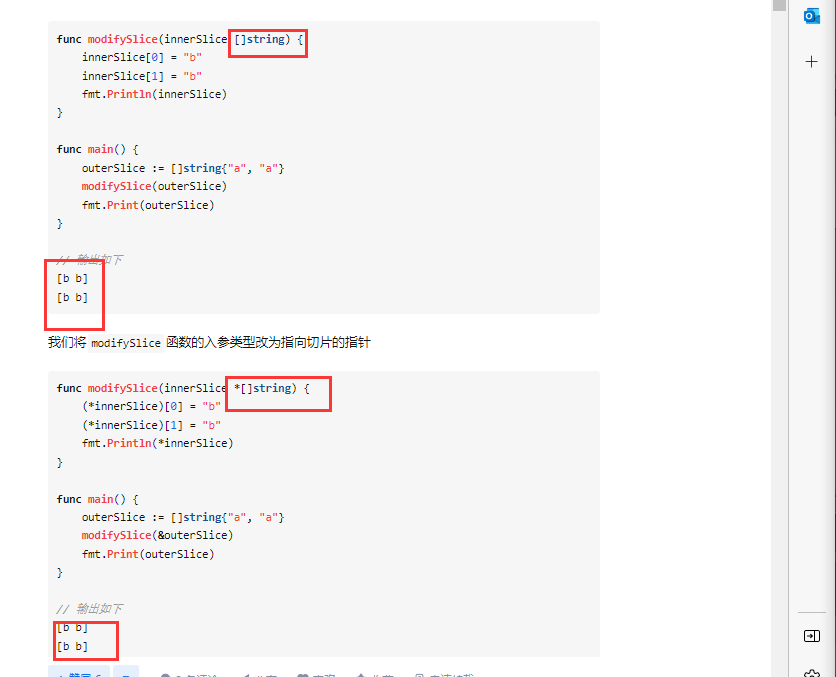 func modifySlice(innerSlice []string) {
    innerSlice[0] = "b"
    innerSlice[1] = "b"
    fmt.Println(innerSlice)
}
func main() {
    outerSlice := []string{"a", "a"}
    modifySlice(outerSlice)
    fmt.Print(outerSlice)
}
// 输出如下
[b b]
[b b]
我们将 modifySlice 函数的入参类型改为指向切片的指针
func modifySlice(innerSlice *[]string) {
    (*innerSlice)[0] = "b"
    (*innerSlice)[1] = "b"
    fmt.Println(*innerSlice)
}
func main() {
    outerSlice := []string{"a", "a"}
    modifySlice(&outerSlice)
    fmt.Print(outerSlice)
}
// 输出如下
[b b]
[b b]